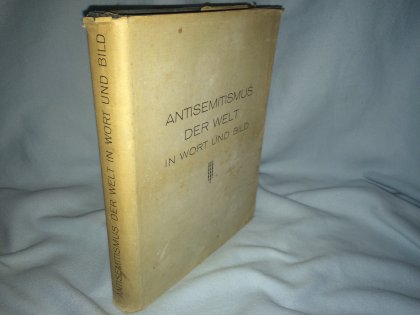 ANTISEMITISMUS DER WELT IN WORT UND BILD
ANTISEMITISMUS
DER WELT
IN WORT UND BILD